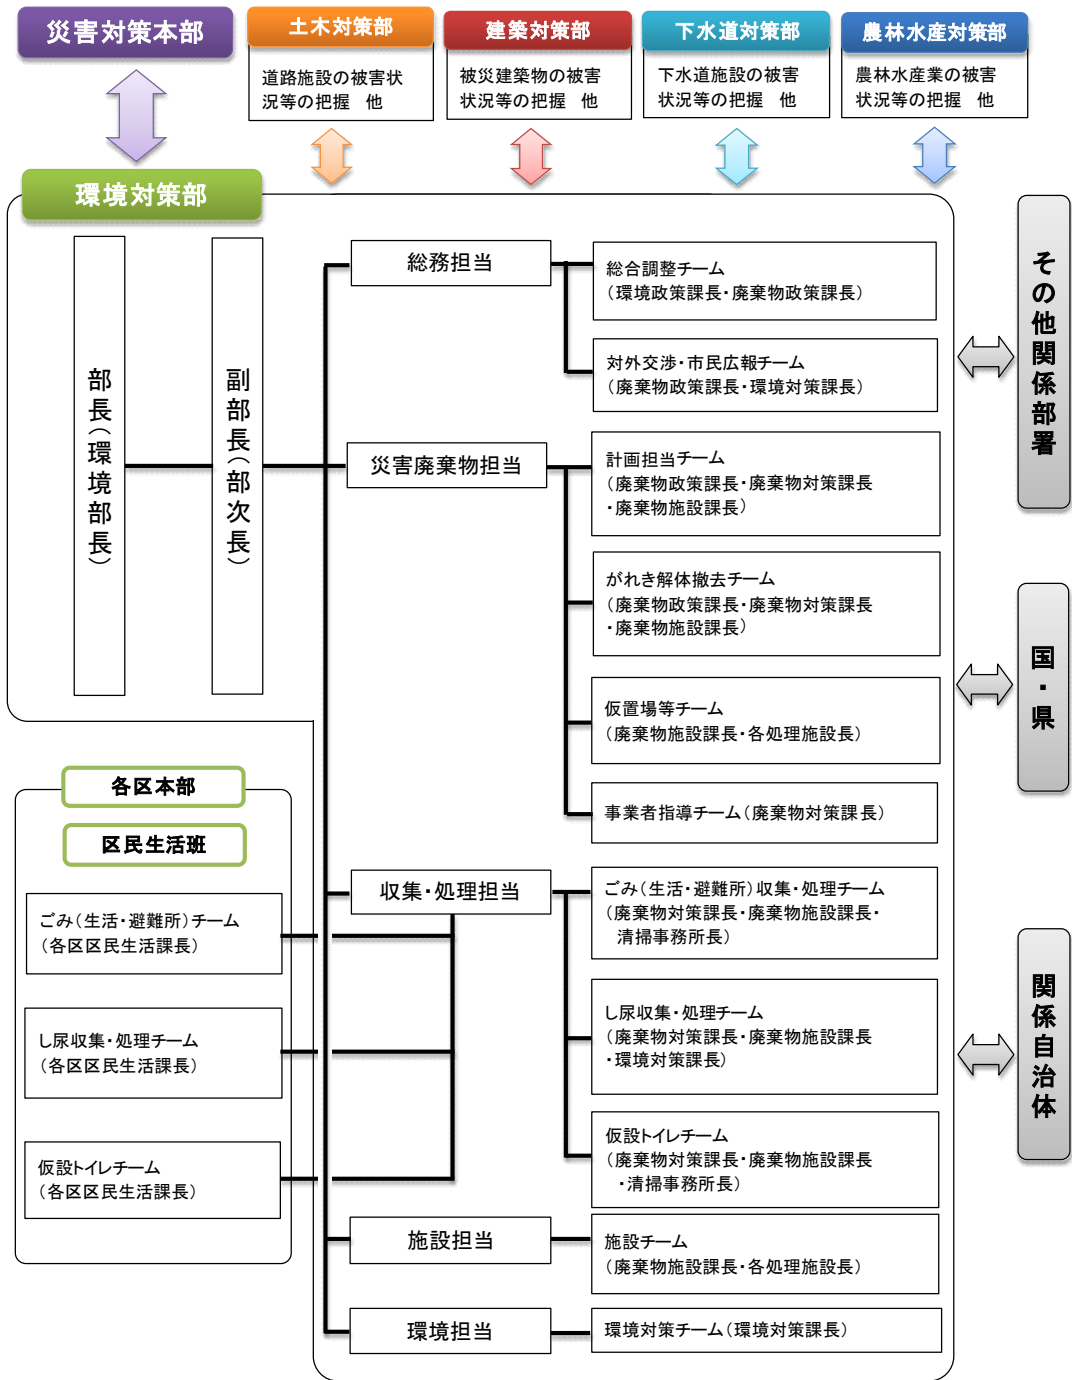 災害対策本部
土木対策部
道路施設の被害状
況等の把握　他
建築対策部
被災建築物の被害
状況等の把握　他
下水道対策部
下水道施設の被害
状況等の把握　他
農林水産対策部
農林水産業の被害
状況等の把握　他
環境対策部
部長（環境部長）
副部長（部次長）
総務担当
総合調整チーム
（環境政策課長・廃棄物政策課長）
対外交渉・市民広報チーム
（廃棄物政策課長・環境対策課長）
災害廃棄物担当
計画担当チーム
（廃棄物政策課長・廃棄物対策課長
・廃棄物施設課長）
がれき解体撤去チーム
（廃棄物政策課長・廃棄物対策課長
・廃棄物施設課長）
仮置場等チーム
（廃棄物施設課長・各処理施設長）
事業者指導チーム（廃棄物対策課長）
収集・処理担当
ごみ（生活・避難所）収集・処理チーム
（廃棄物対策課長・廃棄物施設課長・
清掃事務所長）
し尿収集・処理チーム
（廃棄物対策課長・廃棄物施設課長
・環境対策課長）
仮設トイレチーム
（廃棄物対策課長・廃棄物施設課長
・清掃事務所長）
施設担当
施設チーム
（廃棄物施設課長・各処理施設長）
環境担当
環境対策チーム（環境対策課長）
各区本部
区民生活班
ごみ（生活・避難所）チーム
（各区区民生活課長）
し尿収集・処理チーム
（各区区民生活課長）
仮設トイレチーム
（各区区民生活課長）
その他関係部署
国・県
関係自治体